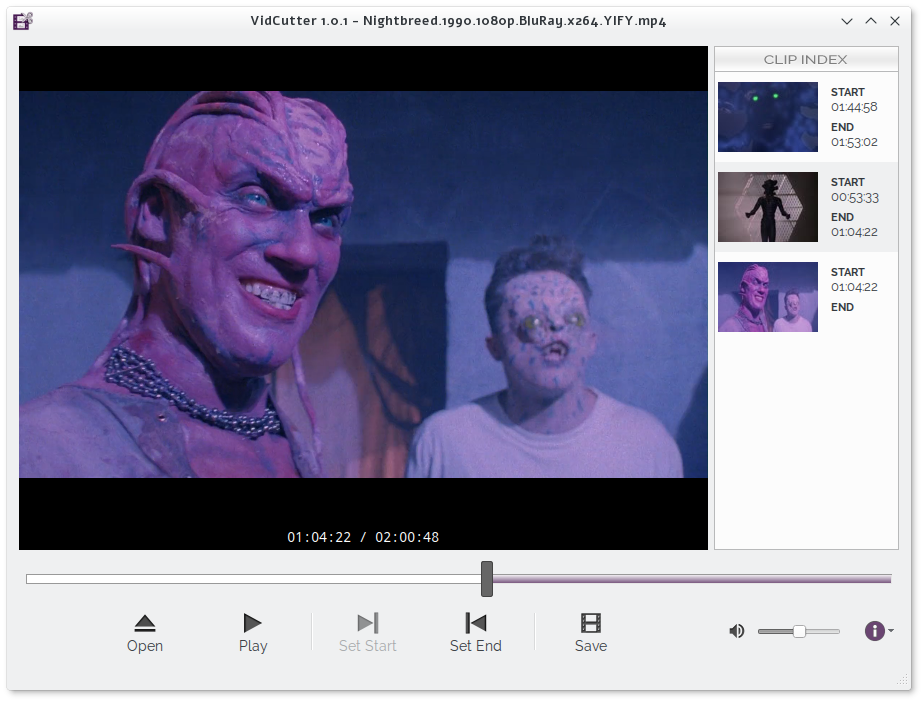 VidCutter 1.0.1 - Nightbreed.1990.1080p.BluRay.x264.YIFY.mp4
CLIP INDEX
START
01:44:58
END
01:53:02
START
00:53:33
END
01:04:22
START
01:04:22
END
01:04:22 / 02:00:48
Open
Play
Set Start
Set End
Save